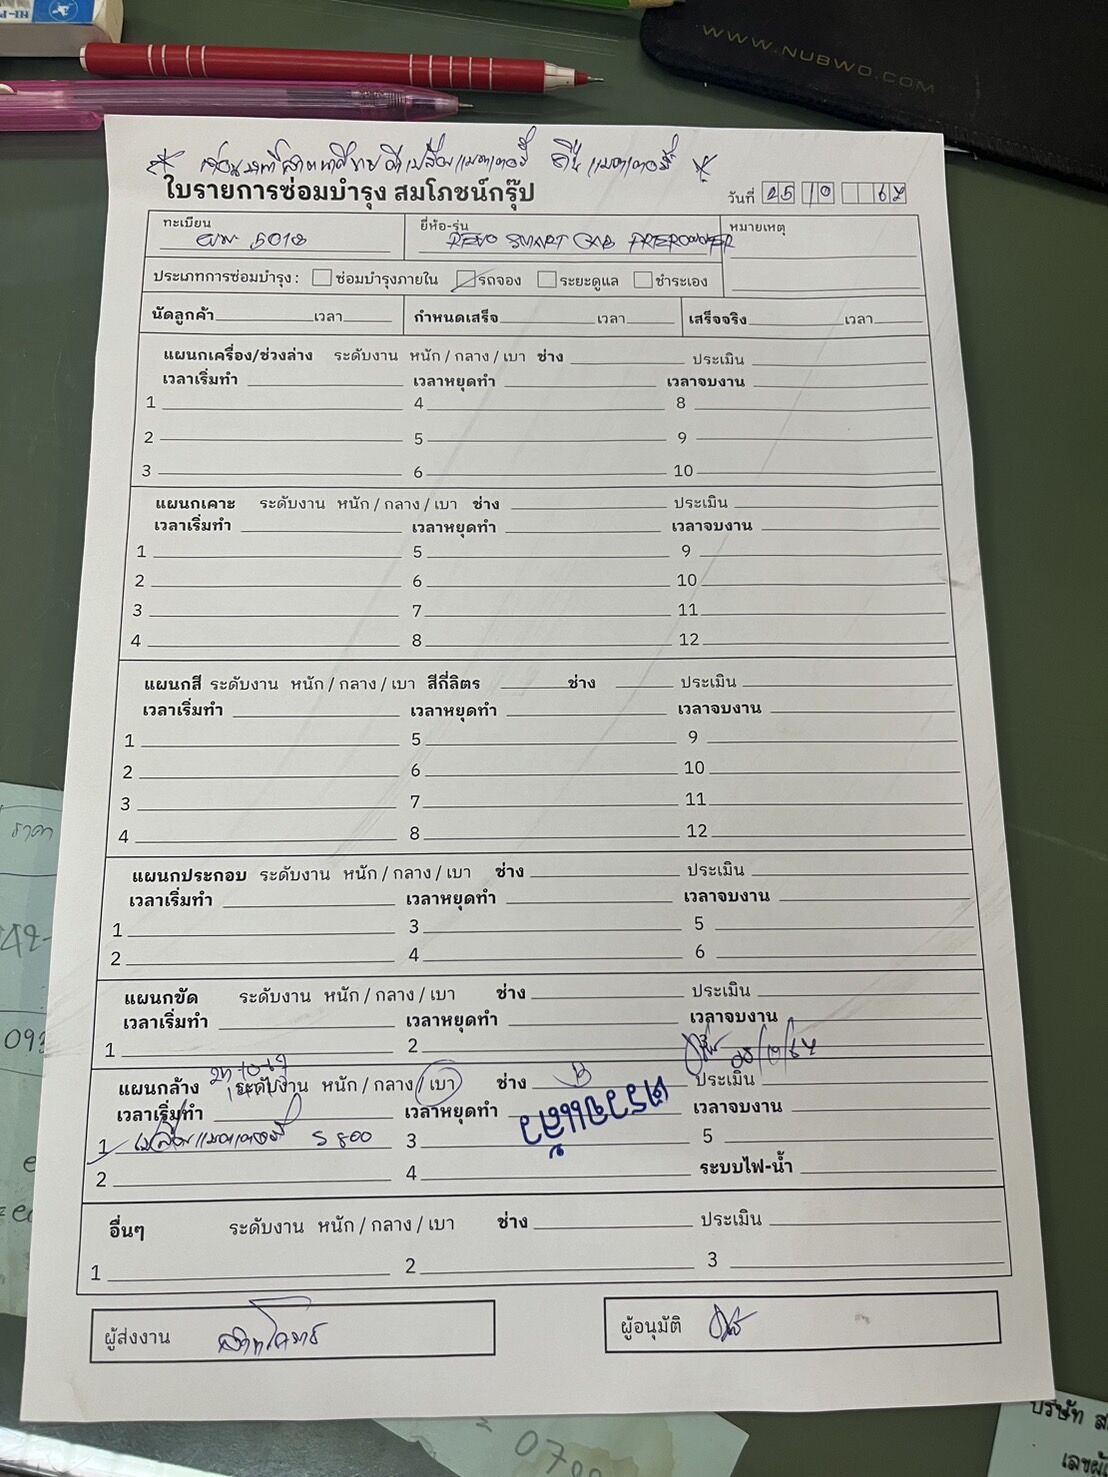 WWW.NUBWO.COM
ใบรายการซ่อมบำรุง สมโภชน์กรุ๊ป
วันที่ 25 10 67
ทะเบียน 5018
ยี่ห้อ-รุ่น REVO SMART CAB PRERUNNER
หมายเหตุ
ประเภทการซ่อมบำรุง : ซ่อมบำรุงภายใน รถจอง ระยะดูแล ชำระเอง
นัดลูกค้า เวลา กำหนดเสร็จ เวลา เสร็จจริง เวลา
แผนกเครื่อง/ช่วงล่าง ระดับงาน หนัก / กลาง / เบา ช่าง ประเมิน
เวลาเริ่มทำ เวลาหยุดทำ เวลาจบงาน
1 4 8
2 5 9
3 6 10
แผนกเคาะ ระดับงาน หนัก / กลาง / เบา ช่าง ประเมิน
เวลาเริ่มทำ เวลาหยุดทำ เวลาจบงาน
1 5 9
2 6 10
3 7 11
4 8 12
แผนกสี ระดับงาน หนัก / กลาง / เบา สีกี่ลิตร ช่าง ประเมิน
เวลาเริ่มทำ เวลาหยุดทำ เวลาจบงาน
1 5 9
2 6 10
3 7 11
4 8 12
แผนกประกอบ ระดับงาน หนัก / กลาง / เบา ช่าง ประเมิน
เวลาเริ่มทำ เวลาหยุดทำ เวลาจบงาน
1 3 5
2 4 6
แผนกขัด ระดับงาน หนัก / กลาง / เบา ช่าง ประเมิน
เวลาเริ่มทำ เวลาหยุดทำ เวลาจบงาน
1 2 3
แผนกล้าง ระดับงาน หนัก / กลาง / เบา ช่าง ประเมิน
เวลาเริ่มทำ เวลาหยุดทำ ตรวจแล้ว เวลาจบงาน
1 เปลี่ยนแบตเตอรี่ 5 800 3 5
2 4 ระบบไฟ-น้ำ
อื่นๆ ระดับงาน หนัก / กลาง / เบา ช่าง ประเมิน
1 2 3
ผู้ส่งงาน
ผู้อนุมัติ
ราคา
093
070
บริษัท